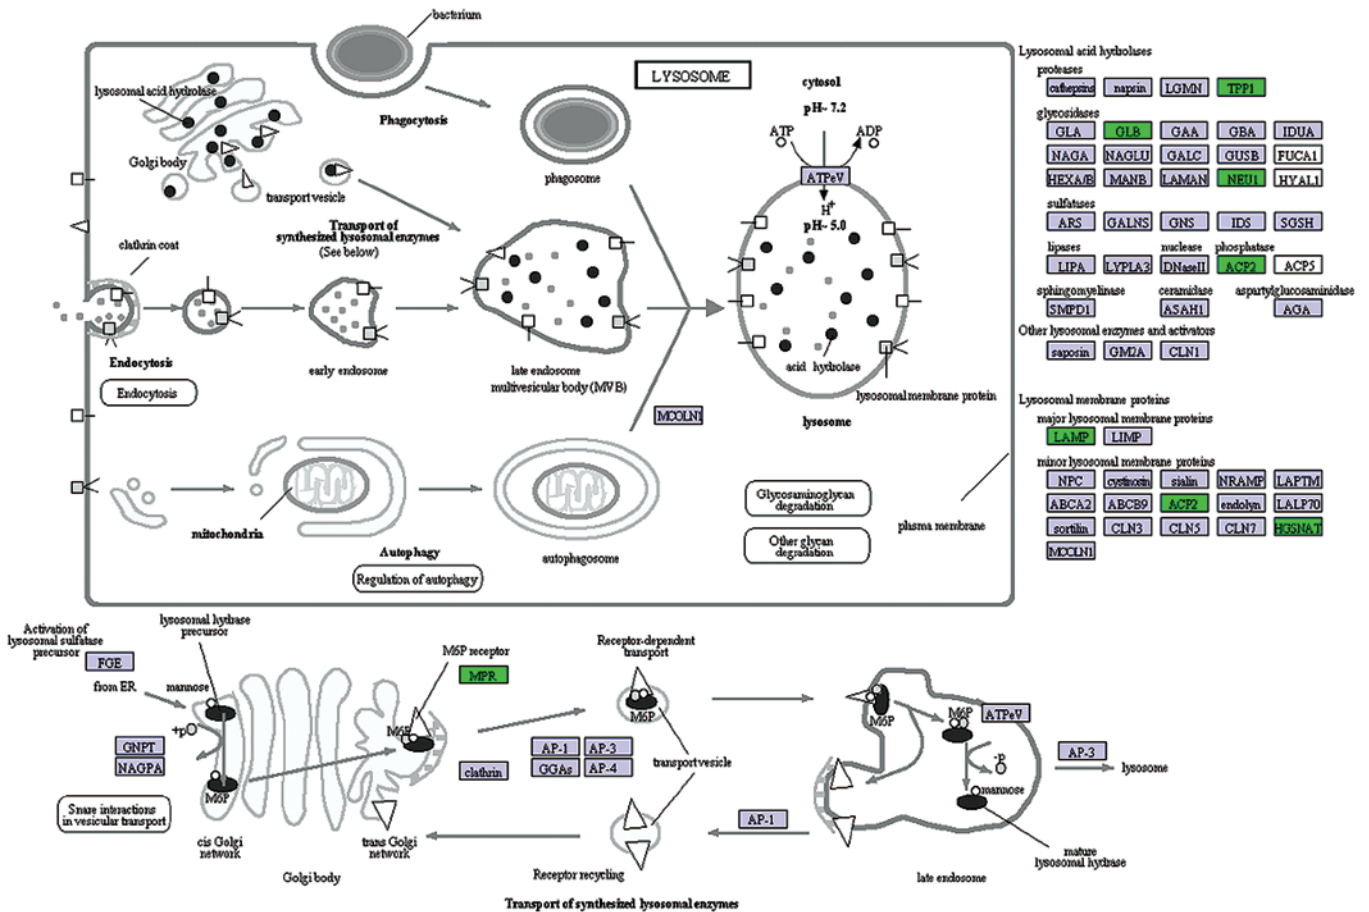 bacterium
LYSOSOME
lysosomal acid hydrolase
Golgi body
transport vesicle
Phagocytosis
phagosome
Transport of
synthesized lysosomal enzymes
(See below)
clathrin coat
Endocytosis
Endocytosis
early endosome
late endosome
multivesicular body (MVB)
cytosol
pH~ 7.2
ATP
ADP
ATPeV
H+
pH~ 5.0
acid hydrolase
lysosomal membrane protein
lysosome
MCOLN1
mitochondria
Autophagy
Regulation of autophagy
autophagosome
Glycosaminoglycan
degradation
Other glycan
degradation
plasma membrane
Lysosomal acid hydrolases
proteases
cathepsins napsin LGMN TPP1
glycosidases
GLA GLB GAA GBA IDUA
NAGA NAGLU GALC GUSB FUCA1
HEXA/B MANB LAMAN NEU1 HYAL1
sulfatases
ARS GALNS GNS IDS SGSH
lipases nuclease phosphatase
LIPA LYPLA3 DNaseII ACP2 ACP5
sphingomyelinase ceramidase aspartylglucosaminidase
SMPD1 ASAH1 AGA
Other lysosomal enzymes and activators
saposin GM2A CLN1
Lysosomal membrane proteins
major lysosomal membrane proteins
LAMP LIMP
minor lysosomal membrane proteins
NPC cystinosin sialin NRAMP LAPTM
ABCA2 ABCB9 ACP2 endolyn LALP70
sortilin CLN3 CLN5 CLN7 HGSNAT
MCOLN1
Activation of
lysosomal sulfatase
precursor
FGE
from ER
lysosomal hydrase
precursor
mannose
+p
GNPT
NAGPA
M6P
Snare interactions
in vesicular transport
cis Golgi
network
Golgi body
trans Golgi
network
M6P receptor
MPR
M6P
clathrin
AP-1 AP-3
GGAs AP-4
Receptor-dependent
transport
M6P
transport vesicle
Receptor recycling
AP-1
M6P
M6P
ATPeV
-p
mannose
AP-3
lysosome
mature
lysosomal hydrase
late endosome
Transport of synthesized lysosomal enzymes